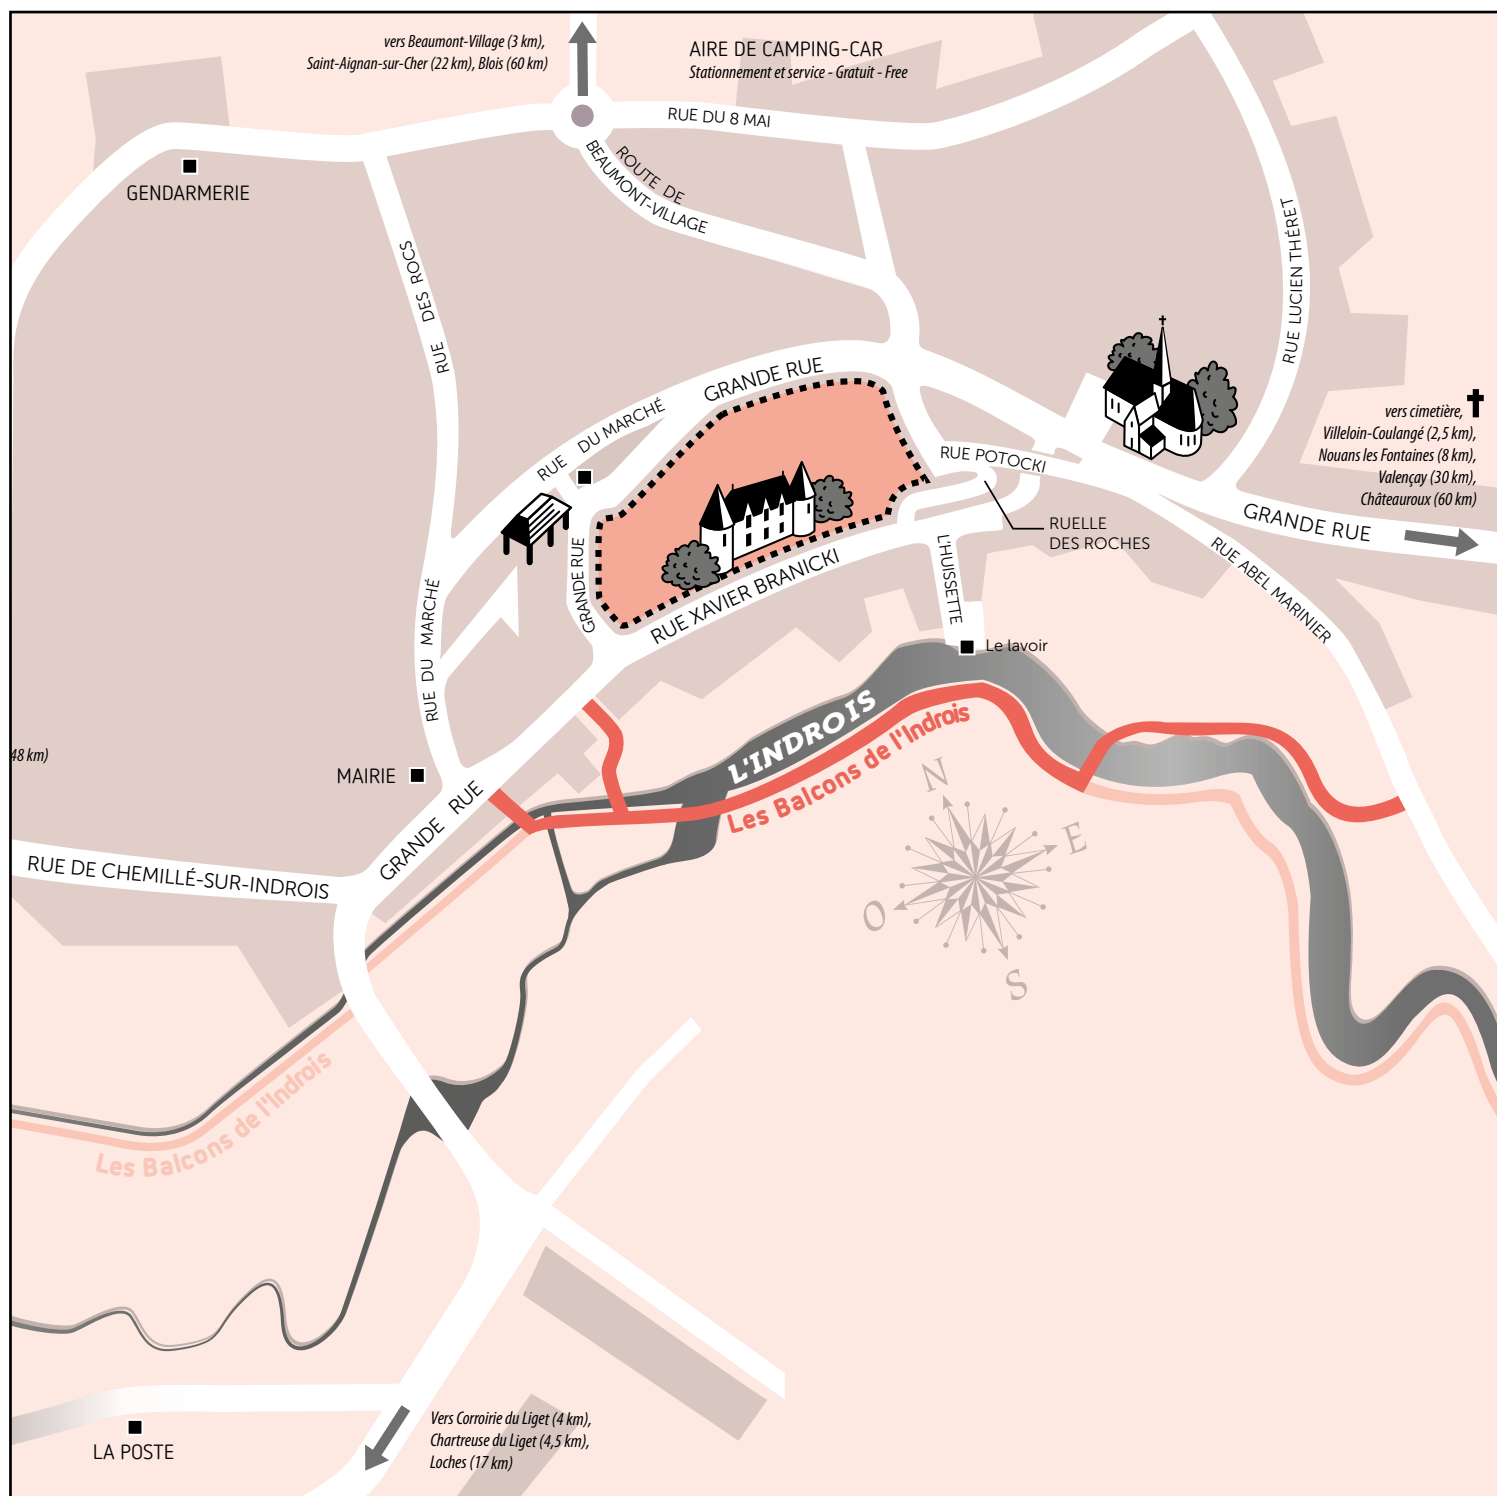 vers Beaumont-Village (3 km),
Saint-Aignan-sur-Cher (22 km), Blois (60 km)
AIRE DE CAMPING-CAR
Stationnement et service - Gratuit - Free
RUE DU 8 MAI
GENDARMERIE
ROUTE DE
BEAUMONT-VILLAGE
RUE DES ROCS
RUE LUCIEN THÉRET
GRANDE RUE
RUE DU MARCHÉ
vers cimetière,
Villeloin-Coulangé (2,5 km),
Nouans les Fontaines (8 km),
Valençay (30 km),
Châteauroux (60 km)
RUE POTOCKI
RUELLE
DES ROCHES
GRANDE RUE
GRANDE RUE
RUE XAVIER BRANICKI
L'HUISSETTE
RUE ABEL MARINIER
RUE DU MARCHÉ
Le lavoir
L'INDROIS
Les Balcons de l'Indrois
48 km)
MAIRIE
N
E
O
S
GRANDE RUE
RUE DE CHEMILLÉ-SUR-INDROIS
Les Balcons de l'Indrois
Vers Corroirie du Liget (4 km),
Chartreuse du Liget (4,5 km),
Loches (17 km)
LA POSTE